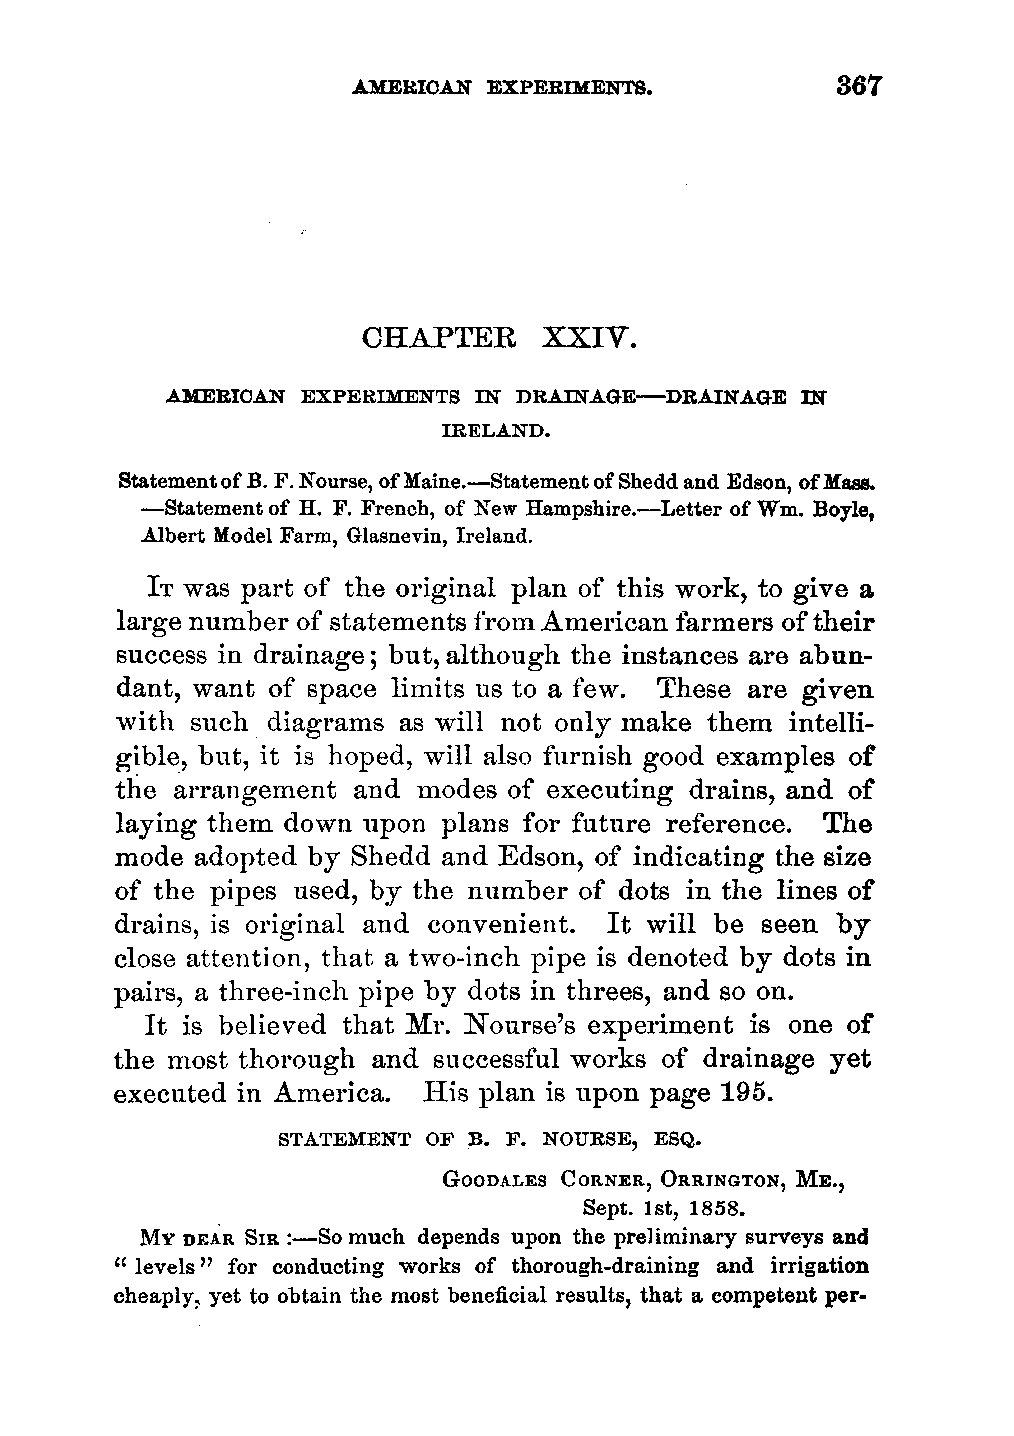 AMERICAN EXPERIMENTS. 367
CHAPTER XXIV.
AMERICAN EXPERIMENTS IN DRAINAGE—DRAINAGE IN
IRELAND.
Statement of B. F. Nourse, of Maine.—Statement of Shedd and Edson, of Mass.
—Statement of H. F. French, of New Hampshire.—Letter of Wm. Boyle,
Albert Model Farm, Glasnevin, Ireland.
IT was part of the original plan of this work, to give a
large number of statements from American farmers of their
success in drainage; but, although the instances are abun-
dant, want of space limits us to a few. These are given
with such diagrams as will not only make them intelli-
gible, but, it is hoped, will also furnish good examples of
the arrangement and modes of executing drains, and of
laying them down upon plans for future reference. The
mode adopted by Shedd and Edson, of indicating the size
of the pipes used, by the number of dots in the lines of
drains, is original and convenient. It will be seen by
close attention, that a two-inch pipe is denoted by dots in
pairs, a three-inch pipe by dots in threes, and so on.
It is believed that Mr. Nourse's experiment is one of
the most thorough and successful works of drainage yet
executed in America. His plan is upon page 195.
STATEMENT OF B. F. NOURSE, ESQ.
GOODALES CORNER, ORRINGTON, ME.,
Sept. 1st, 1858.
MY DEAR SIR :—So much depends upon the preliminary surveys and
" levels" for conducting works of thorough-draining and irrigation
cheaply, yet to obtain the most beneficial results, that a competent per-